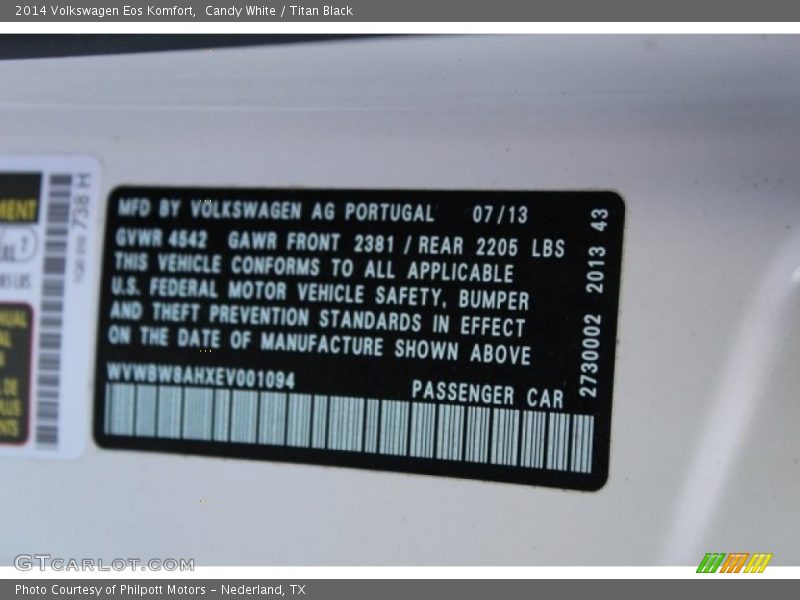 2014 Volkswagen Eos Komfort,  Candy White / Titan Black
MENT
738 H
MFD BY VOLKSWAGEN AG PORTUGAL 07/13
GVWR 4542 GAWR FRONT 2381 / REAR 2205 LBS
THIS VEHICLE CONFORMS TO ALL APPLICABLE
U.S. FEDERAL MOTOR VEHICLE SAFETY, BUMPER
AND THEFT PREVENTION STANDARDS IN EFFECT
ON THE DATE OF MANUFACTURE SHOWN ABOVE
WVWBW8AHXEV001094
PASSENGER CAR
2730002 2013 43
GTCARLOT.COM
Photo Courtesy of Philpott Motors - Nederland, TX